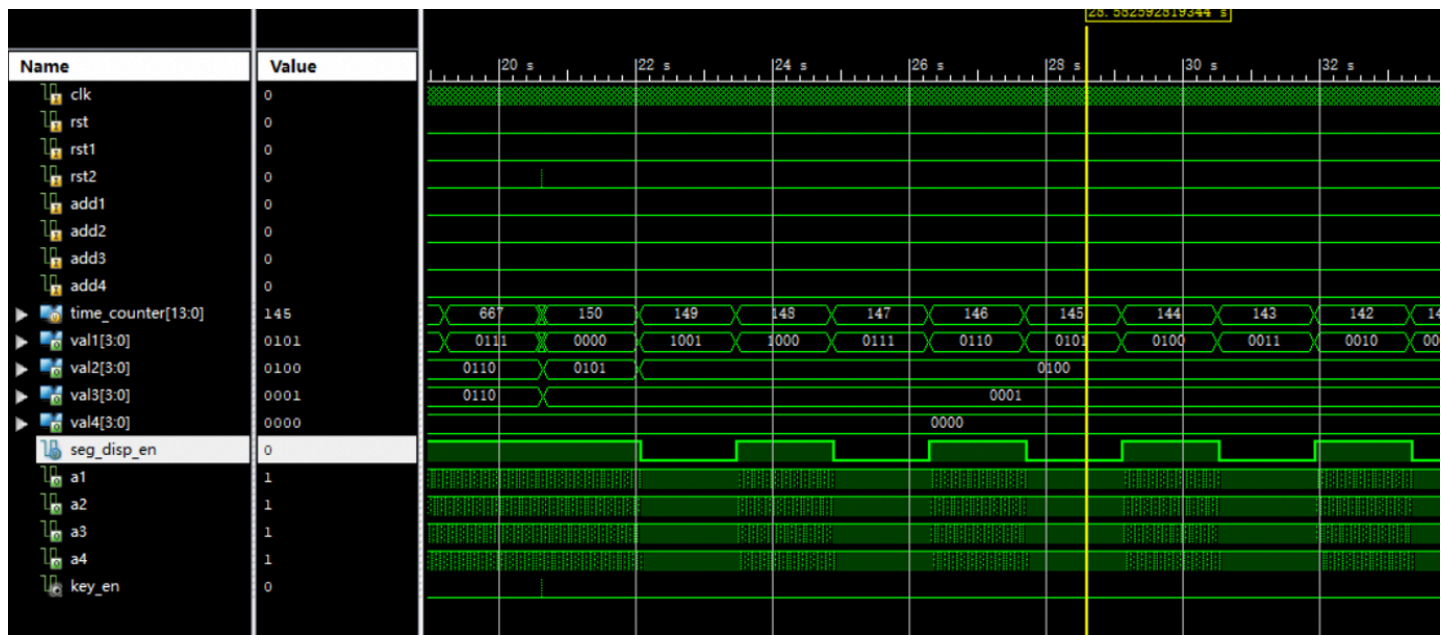 28.582592819344 s
Name Value 20 s 22 s 24 s 26 s 28 s 30 s 32 s
clk 0
rst 0
rst1 0
rst2 0
add1 0
add2 0
add3 0
add4 0
time_counter[13:0] 145 667 150 149 148 147 146 145 144 143 142 14
val1[3:0] 0101 0111 0000 1001 1000 0111 0110 0101 0100 0011 0010 00
val2[3:0] 0100 0110 0101 0100
val3[3:0] 0001 0110 0001
val4[3:0] 0000 0000
seg_disp_en 0
a1 1
a2 1
a3 1
a4 1
key_en 0